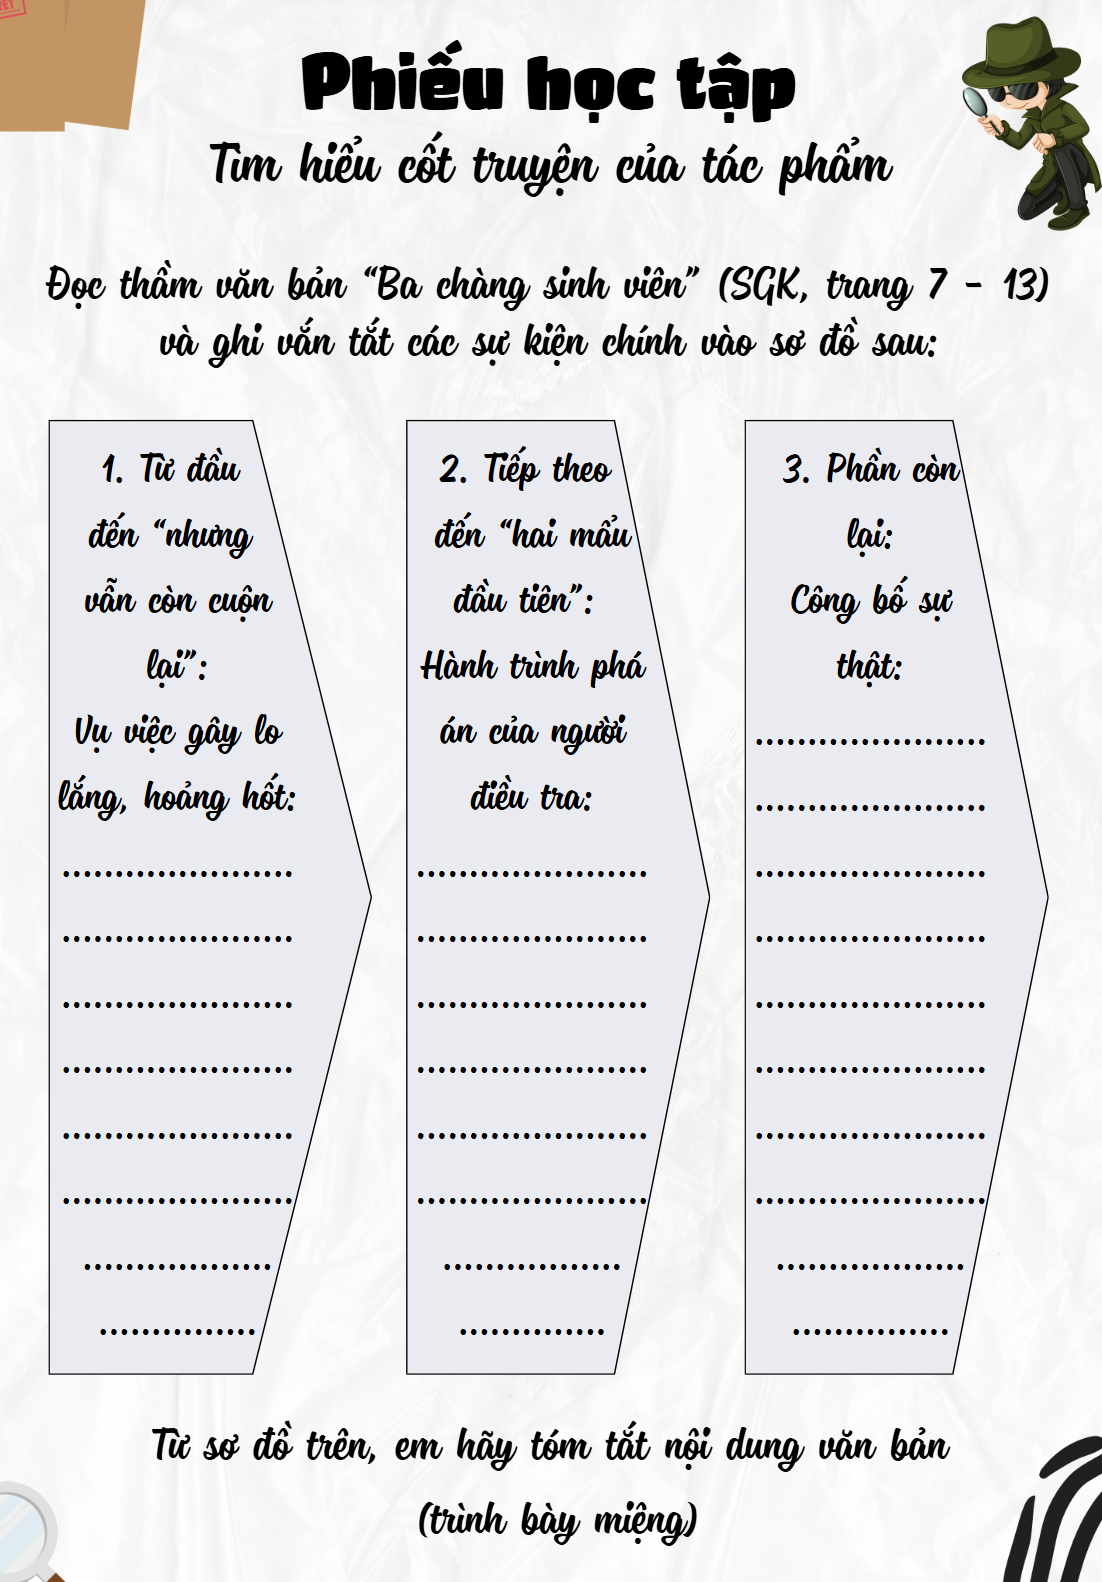 Phiếu học tập
Tìm hiểu cốt truyện của tác phẩm
Đọc thầm văn bản “Ba chàng sinh viên” (SGK, trang 7 - 13)
và ghi vắn tắt các sự kiện chính vào sơ đồ sau:
1. Từ đầu
đến “nhưng
vẫn còn cuộn
lại”:
Vụ việc gây lo
lắng, hoảng hốt:
......................
......................
......................
......................
......................
......................
..................
...............
2. Tiếp theo
đến “hai mẩu
đầu tiên”:
Hành trình phá
án của người
điều tra:
......................
......................
......................
......................
......................
......................
.................
..............
3. Phần còn
lại:
Công bố sự
thật:
......................
......................
......................
......................
......................
......................
......................
......................
..................
...............
Từ sơ đồ trên, em hãy tóm tắt nội dung văn bản
(trình bày miệng)